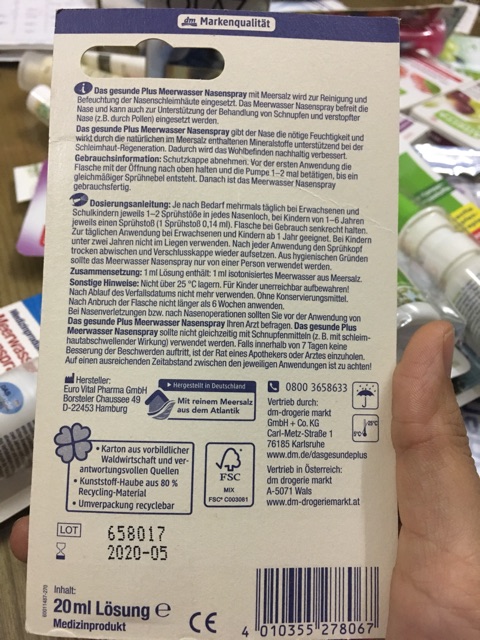 dm Markenqualität
Das gesunde Plus Meerwasser Nasenspray mit Meersalz wird zur Reinigung und
Befeuchtung der Nasenschleimhäute eingesetzt. Das Meerwasser Nasenspray befreit die
Nase und kann auch zur Unterstützung der Behandlung von Schnupfen und verstopfter
Nase (z.B. durch Pollen) eingesetzt werden.
Das gesunde Plus Meerwasser Nasenspray gibt der Nase die nötige Feuchtigkeit und
wirkt durch die natürlichen im Meersalz enthaltenen Mineralstoffe unterstützend bei der
Schleimhaut-Regeneration. Dadurch wird das Wohlbefinden nachhaltig verbessert.
Gebrauchsinformation: Schutzkappe abnehmen. Vor der ersten Anwendung die
Flasche mit der Öffnung nach oben halten und die Pumpe 1–2 mal betätigen, bis ein
gleichmäßiger Sprühnebel entsteht. Danach ist das Meerwasser Nasenspray
gebrauchsfertig.
Dosierungsanleitung: Je nach Bedarf mehrmals täglich bei Erwachsenen und
Schulkindern jeweils 1–2 Sprühstöße in jedes Nasenloch, bei Kindern von 1–6 Jahren
jeweils einen Sprühstoß (1 Sprühstoß 0,14 ml). Flasche bei Gebrauch senkrecht halten.
Zur täglichen Anwendung bei Erwachsenen und Kindern ab 1 Jahr geeignet. Bei Kindern
unter zwei Jahren nicht im Liegen verwenden. Nach jeder Anwendung den Sprühkopf
trocken abwischen und Verschlusskappe wieder aufsetzen. Aus hygienischen Gründen
sollte das Meerwasser Nasenspray nur von einer Person verwendet werden.
Zusammensetzung: 1 ml Lösung enthält: 1 ml isotonisiertes Meerwasser aus Meersalz.
Sonstige Hinweise: Nicht über 25 °C lagern. Für Kinder unerreichbar aufbewahren!
Nach Ablauf des Verfallsdatums nicht mehr verwenden. Ohne Konservierungsmittel.
Nach Anbruch der Flasche nicht länger als 6 Wochen anwenden.
Bei Nasenverletzungen bzw. nach Nasenoperationen sollten Sie vor der Anwendung von
Das gesunde Plus Meerwasser Nasenspray Ihren Arzt befragen. Das gesunde Plus
Meerwasser Nasenspray sollte nicht gleichzeitig mit Schnupfenmitteln (z.B. mit schleim-
hautabschwellender Wirkung) verwendet werden. Falls innerhalb von 7 Tagen keine
Besserung der Beschwerden auftritt, ist der Rat eines Apothekers oder Arztes einzuholen.
Auf einen ausreichenden Zeitabstand zwischen den jeweiligen Anwendungen ist zu achten!
Hersteller:
Euro Vital Pharma GmbH
Borsteler Chaussee 49
D-22453 Hamburg
Hergestellt in Deutschland
Mit reinem Meersalz
aus dem Atlantik
0800 3658633
Vertrieb durch:
dm-drogerie markt
GmbH + Co. KG
Carl-Metz-Straße 1
76185 Karlsruhe
www.dm.de/dasgesundeplus
Vertrieb in Österreich:
dm drogerie markt
A-5071 Wals
www.dm-drogeriemarkt.at
• Karton aus vorbildlicher
Waldwirtschaft und ver-
antwortungsvollen Quellen
• Kunststoff-Haube aus 80 %
Recycling-Material
• Umverpackung recyclebar
FSC
MIX
FSC® C003061
LOT 658017
2020-05
Inhalt:
20 ml Lösung e
Medizinprodukt
CE
4 010355 278067